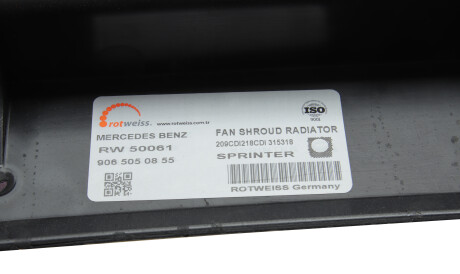 rotweiss.
www.rotweiss.com.tr
ISO
MERCEDES BENZ
FAN SHROUD RADIATOR
RW 50061
209CDI218CDI 315318
906 505 08 55
SPRINTER
ROTWEISS Germany